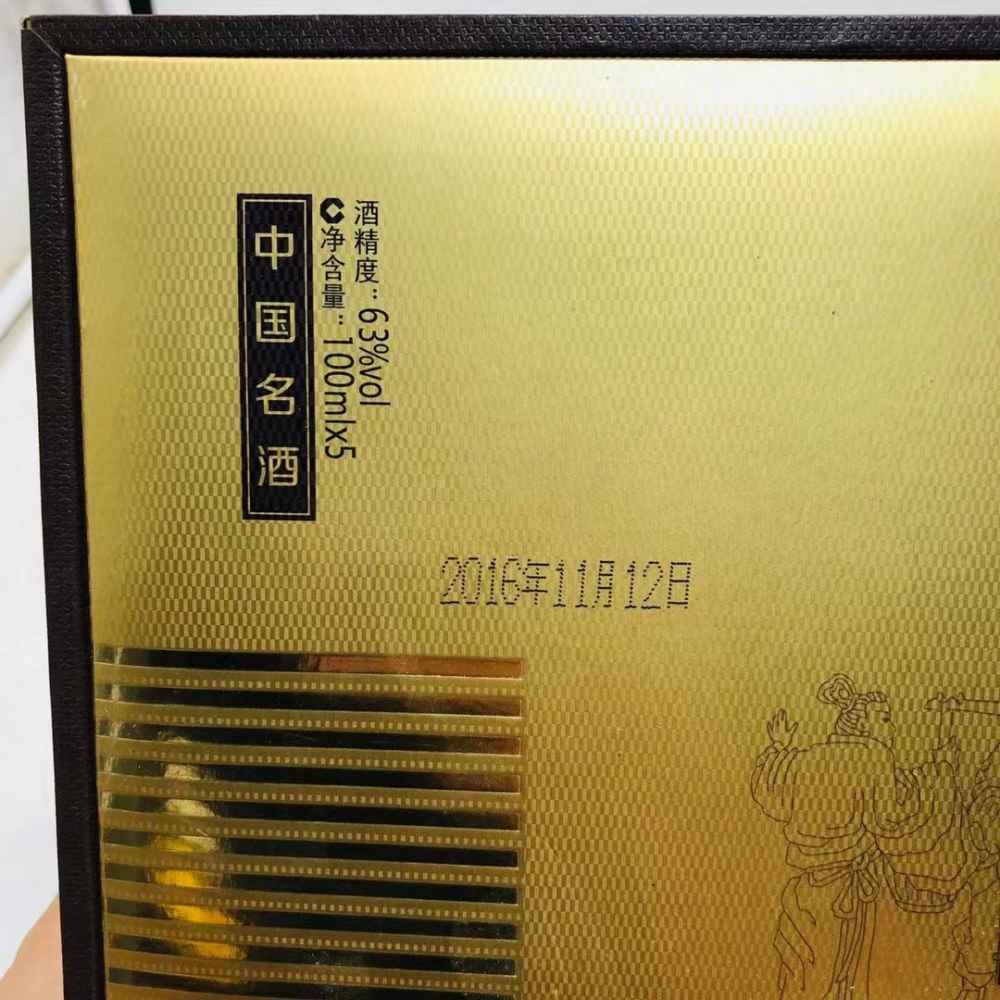 酒精度：63%vol
净含量：100mlx5
中国名酒
2016年11月12日